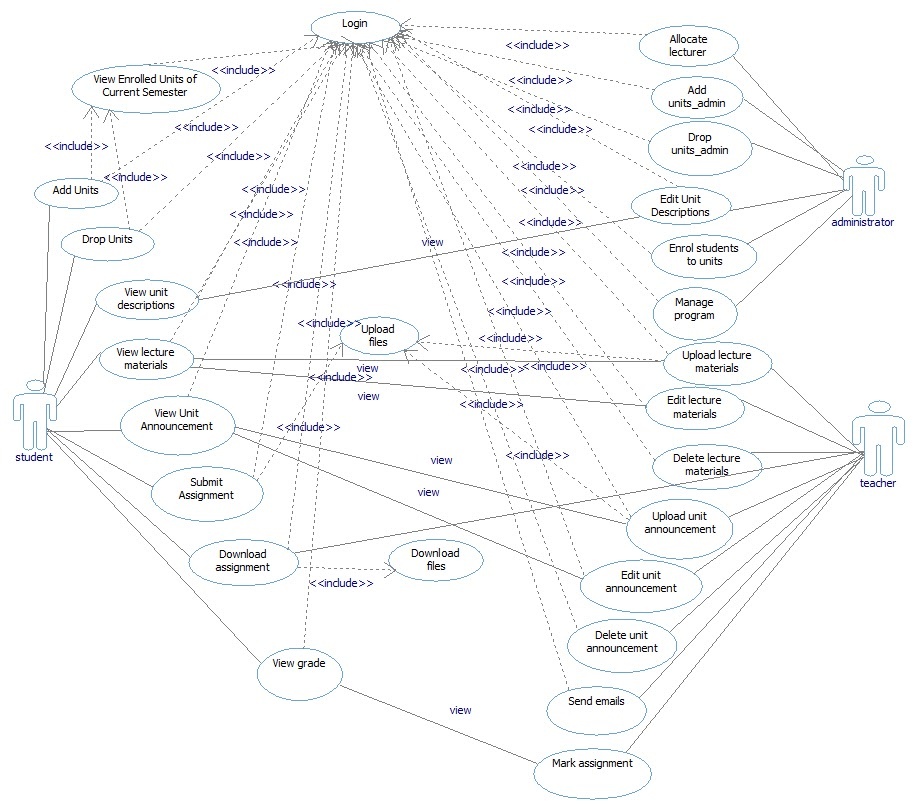 Login
Allocate
lecturer
<<include>>
View Enrolled Units of
Current Semester
<<include>>
<<include>>
Add
units_admin
<<include>>
<<include>>
<<include>>
Drop
units_admin
<<include>>
<<include>>
<<include>>
<<include>>
Add Units
<<include>>
<<include>>
Edit Unit
Descriptions
administrator
<<include>>
<<include>>
Drop Units
<<include>>
view
Enrol students
to units
<<include>>
<<include>>
<<include>>
View unit
descriptions
Manage
program
<<include>>
<<include>>
Upload
files
<<include>>
View lecture
materials
Upload lecture
materials
view
<<include>>
<<include>>
<<include>>
view
Edit lecture
materials
<<include>>
View Unit
Announcement
<<include>>
student
view
<<include>>
Delete lecture
materials
teacher
Submit
Assignment
view
Upload unit
announcement
Download
assignment
Download
files
<<include>>
Edit unit
announcement
Delete unit
announcement
View grade
Send emails
view
Mark assignment